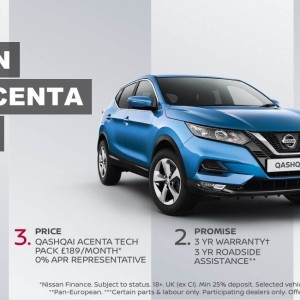 N
CENTA
QASHQ
3. PRICE
QASHQAI ACENTA TECH
PACK £189/MONTH*
0% APR REPRESENTATIVE
2. PROMISE
3 YR WARRANTY†
3 YR ROADSIDE
ASSISTANCE**
*Nissan Finance. Subject to status. 18+. UK (ex CI). Min 25% deposit. Selected vehic
**Pan-European. ***Certain parts & labour only. Participating dealers only. Offe